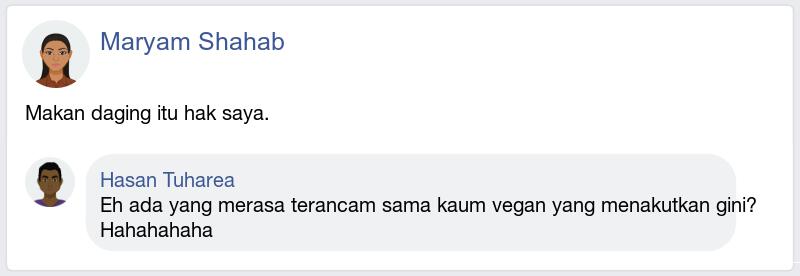 Maryam Shahab
Makan daging itu hak saya.
Hasan Tuharea
Eh ada yang merasa terancam sama kaum vegan yang menakutkan gini?
Hahahahaha